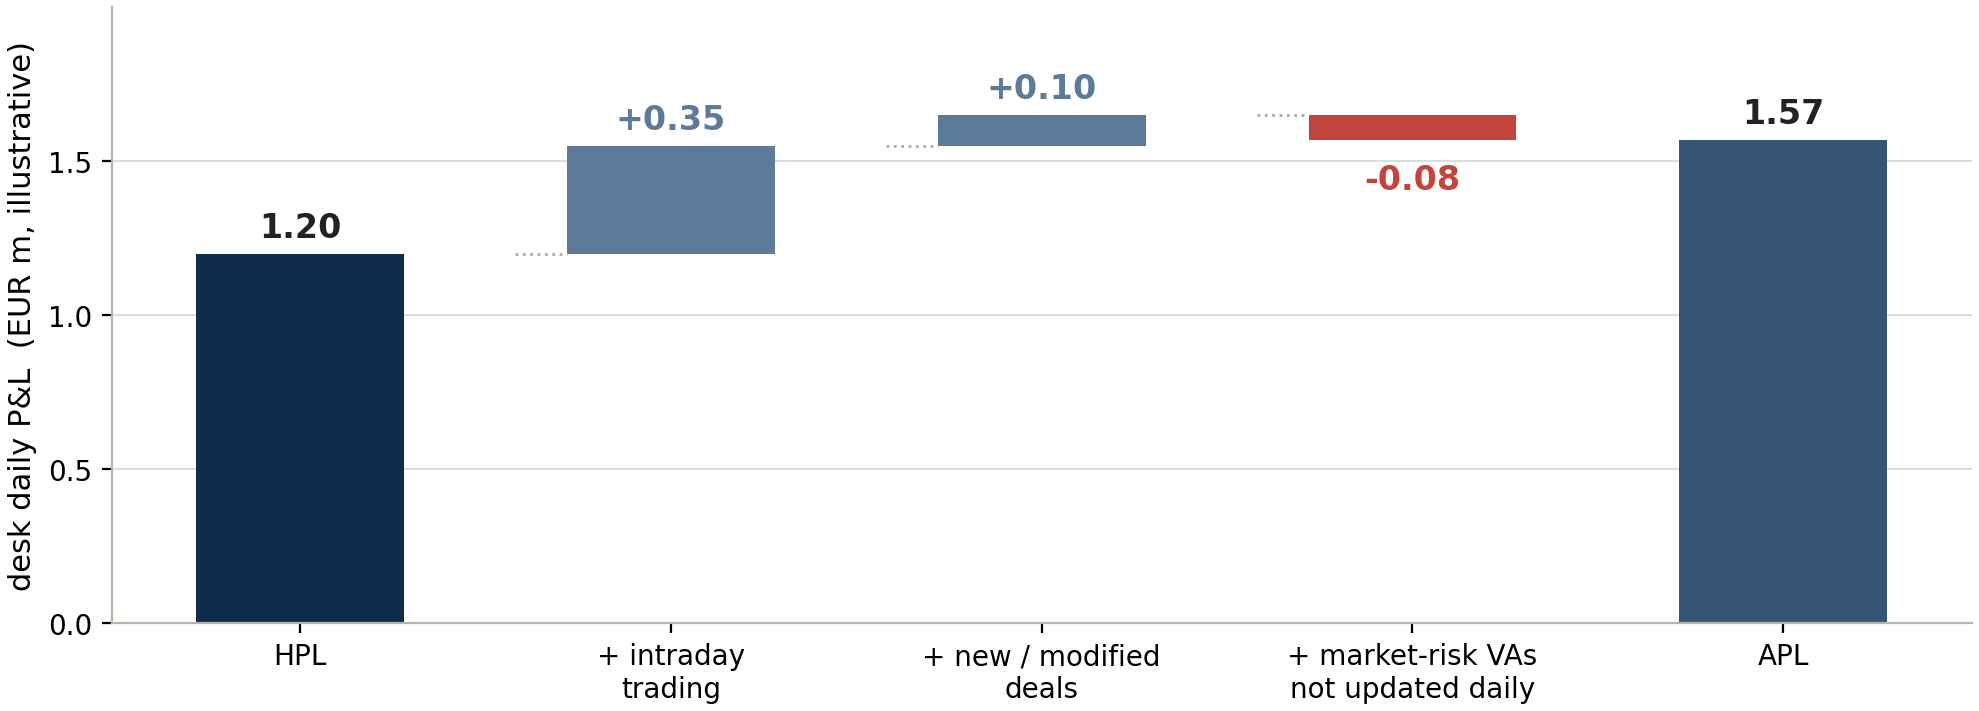 desk daily P&L  (EUR m, illustrative)
1.5
1.0
0.5
0.0
1.20
+0.35
+0.10
-0.08
1.57
HPL
+ intraday
trading
+ new / modified
deals
+ market-risk VAs
not updated daily
APL